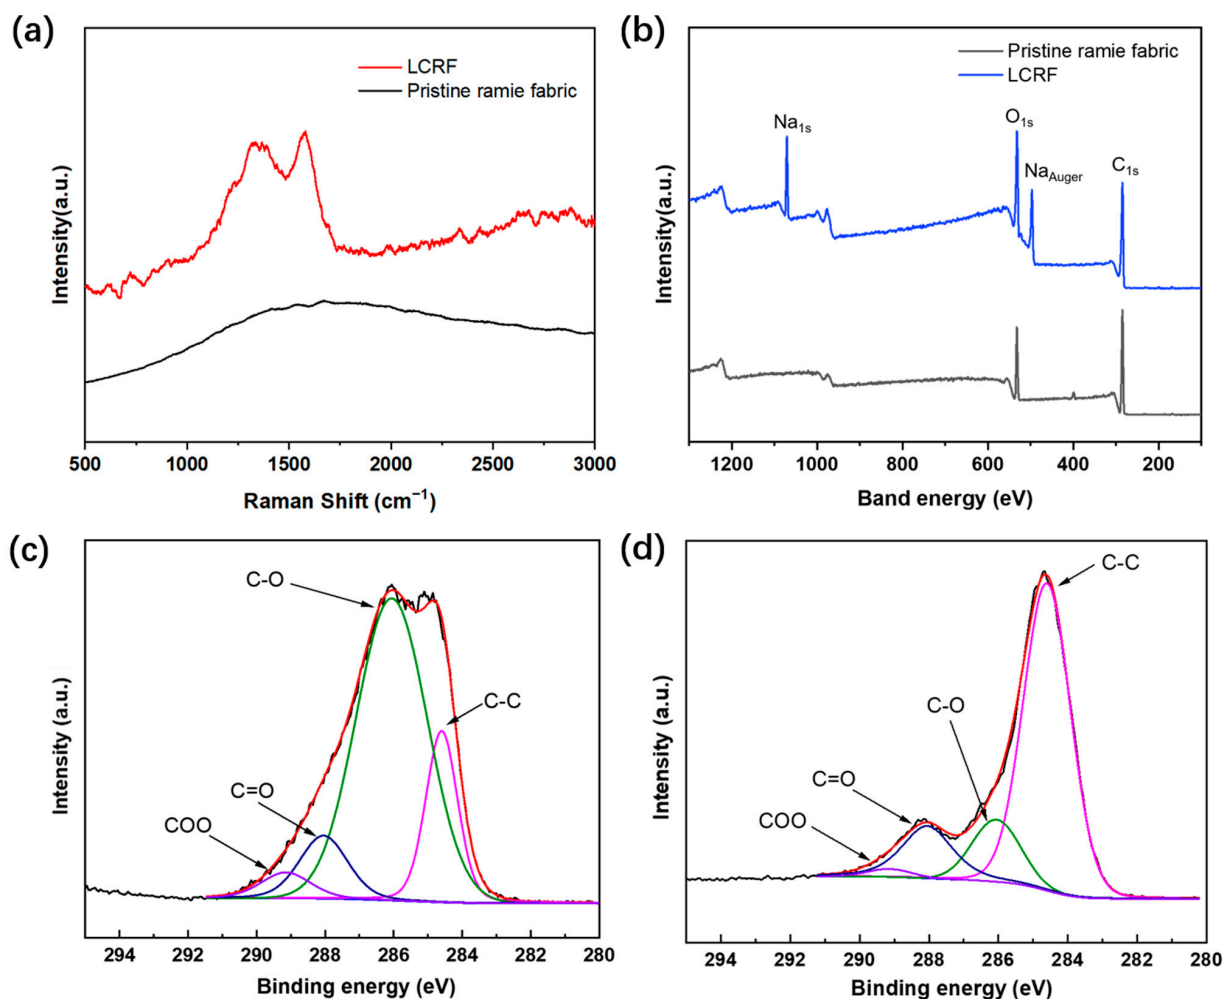 (a)
LCRF
Pristine ramie fabric
Intensity(a.u.)
500 1000 1500 2000 2500 3000
Raman Shift (cm⁻¹)
(b)
Pristine ramie fabric
LCRF
Na1s
O1s
NaAuger
C1s
Intensity(a.u.)
1200 1000 800 600 400 200
Band energy (eV)
(c)
C-O
C-C
C=O
COO
Intensity (a.u.)
294 292 290 288 286 284 282 280
Binding energy (eV)
(d)
C-C
C-O
C=O
COO
Intensity (a.u.)
294 292 290 288 286 284 282 280
Binding energy (eV)